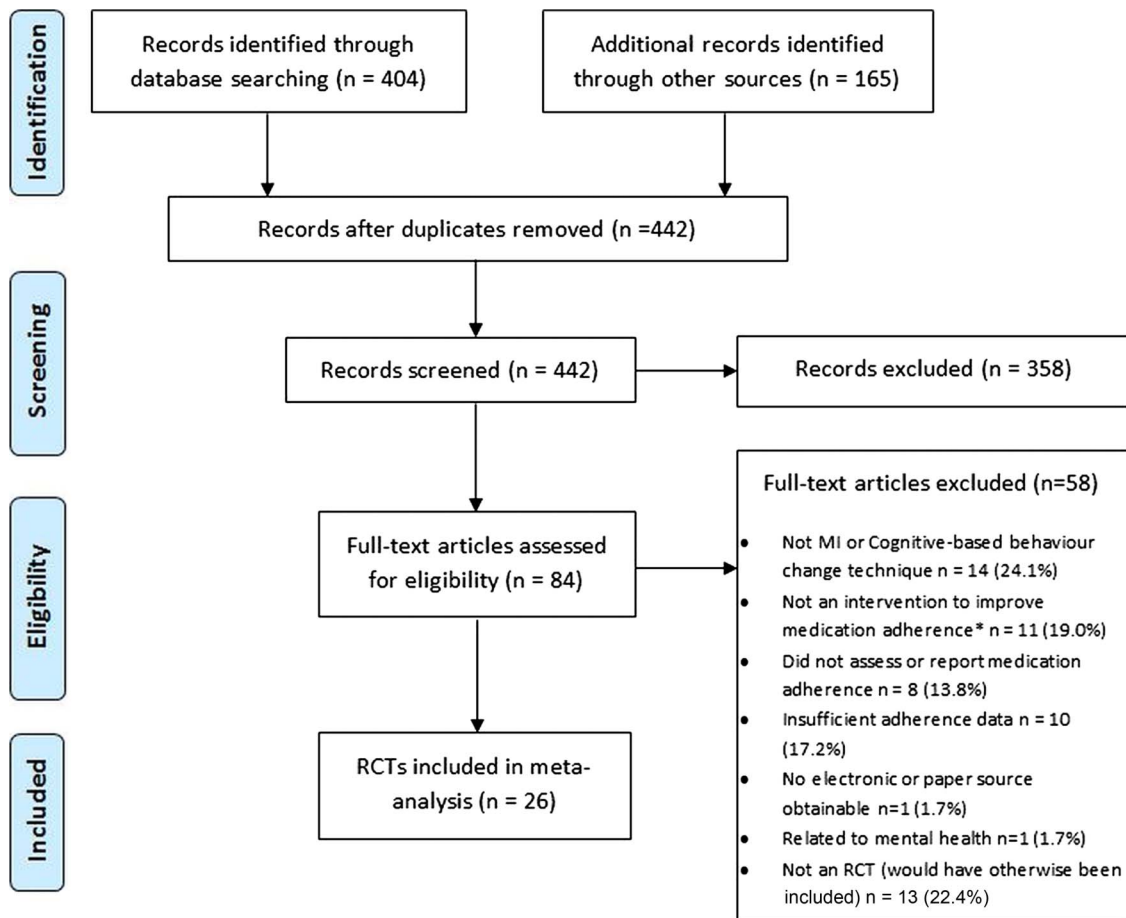 Identification
Records identified through
database searching (n = 404)
Additional records identified
through other sources (n = 165)
Records after duplicates removed (n =442)
Screening
Records screened (n = 442)
Records excluded (n = 358)
Eligibility
Full-text articles assessed
for eligibility (n = 84)
Full-text articles excluded (n=58)
• Not MI or Cognitive-based behaviour
change technique n = 14 (24.1%)
• Not an intervention to improve
medication adherence* n = 11 (19.0%)
• Did not assess or report medication
adherence n = 8 (13.8%)
• Insufficient adherence data n = 10
(17.2%)
• No electronic or paper source
obtainable n=1 (1.7%)
• Related to mental health n=1 (1.7%)
• Not an RCT (would have otherwise been
included) n = 13 (22.4%)
Included
RCTs included in meta-
analysis (n = 26)